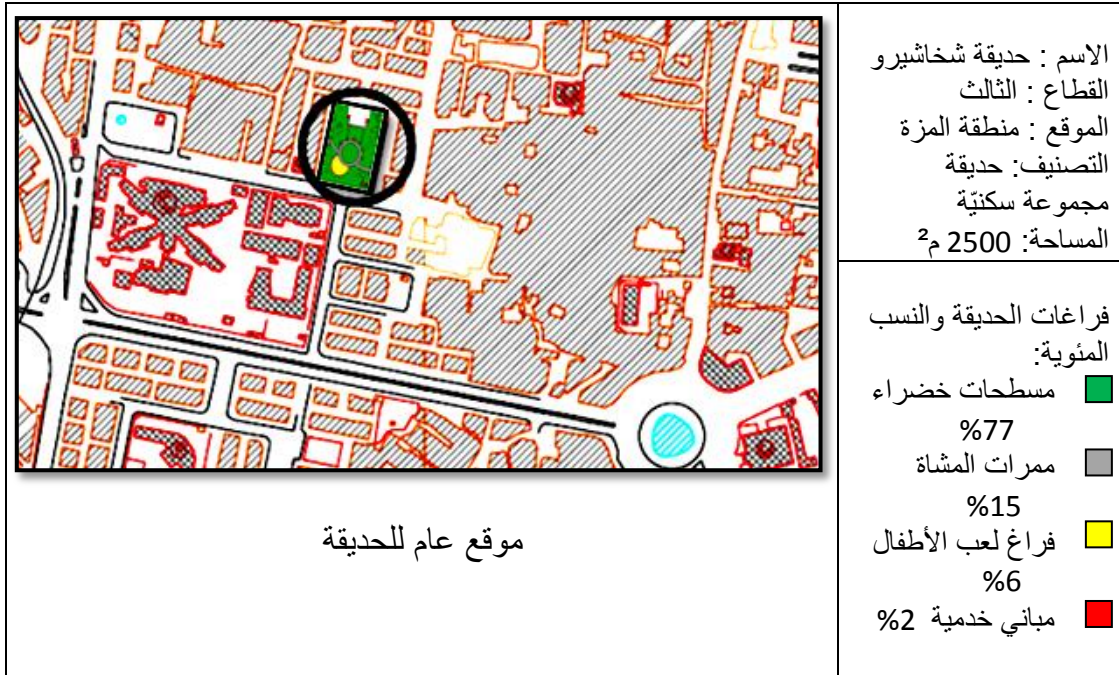 الاسم : حديقة شخاشيرو
القطاع : الثالث
الموقع : منطقة المزة
التصنيف: حديقة
مجموعة سكنيّة
المساحة: 2500 م²
فراغات الحديقة والنسب
المئوية:
مسطحات خضراء
%77
ممرات المشاة
%15
فراغ لعب الأطفال
%6
مباني خدمية 2%
موقع عام للحديقة